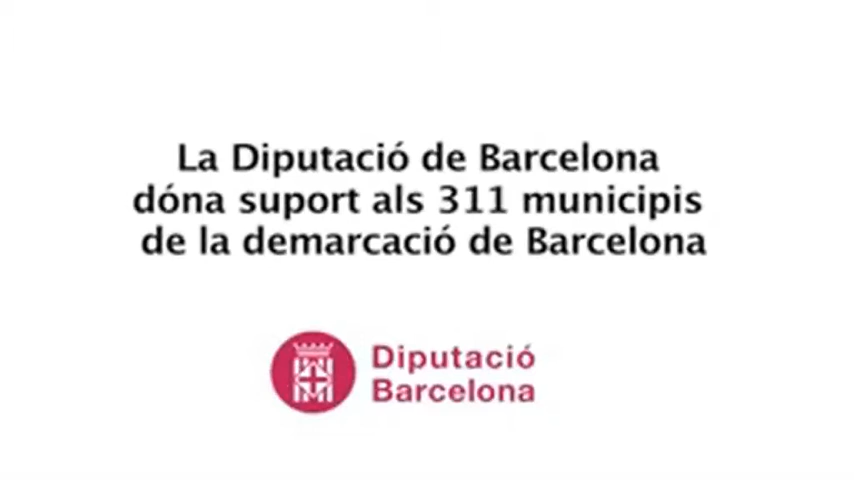 La Diputació de Barcelona
dóna suport als 311 municipis
de la demarcació de Barcelona
Diputació
Barcelona